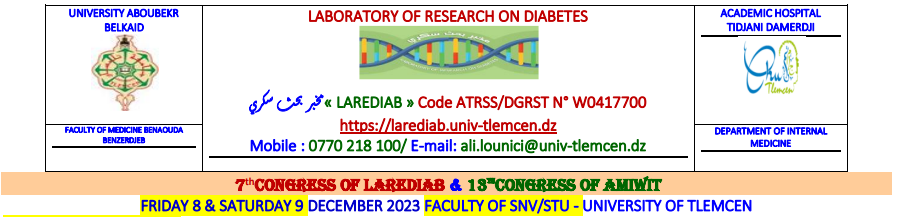 UNIVERSITY ABOUBEKR
BELKAID
FACULTY OF MEDICINE BENAOUDA
BENZERDJEB
LABORATORY OF RESEARCH ON DIABETES
مخبر بحث سكري « LAREDIAB » Code ATRSS/DGRST N° W0417700
https://larediab.univ-tlemcen.dz
Mobile : 0770 218 100/ E-mail: ali.lounici@univ-tlemcen.dz
ACADEMIC HOSPITAL
TIDJANI DAMERDJI
Chu
Tlemcen
DEPARTMENT OF INTERNAL
MEDICINE
7thCONGRESS OF LAREDIAB & 13THCONGRESS OF AMIWIT
FRIDAY 8 & SATURDAY 9 DECEMBER 2023 FACULTY OF SNV/STU - UNIVERSITY OF TLEMCEN